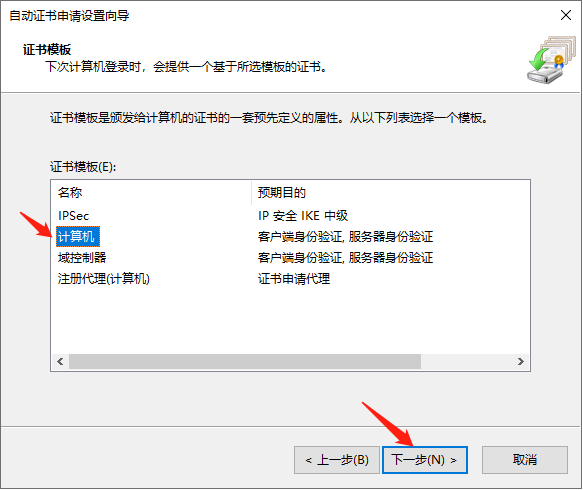 自动证书申请设置向导
证书模板
下次计算机登录时，会提供一个基于所选模板的证书。
证书模板是颁发给计算机的证书的一套预先定义的属性。从以下列表选择一个模板。
证书模板(E):
名称 预期目的
IPSec IP 安全 IKE 中级
计算机 客户端身份验证, 服务器身份验证
域控制器 客户端身份验证, 服务器身份验证
注册代理(计算机) 证书申请代理
< 上一步(B) 下一步(N) > 取消